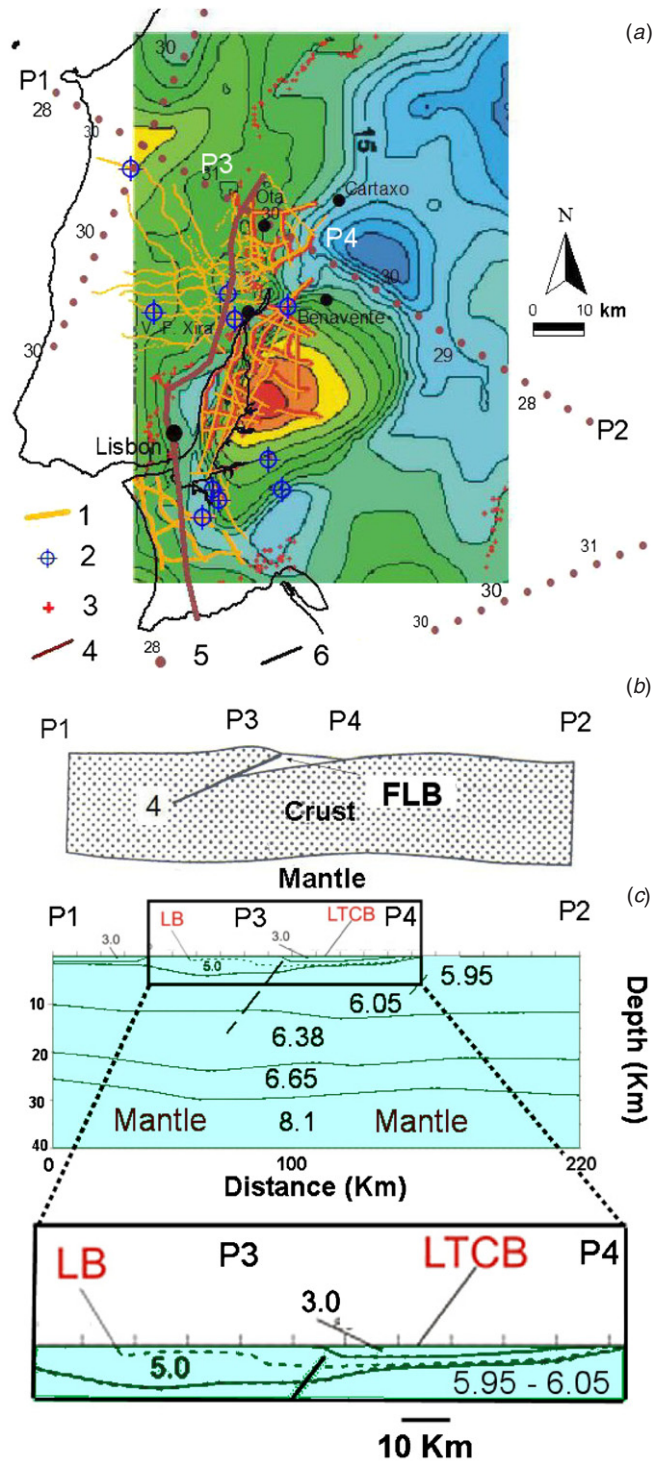 (a)
30
P1
28
30
15
P3
31
Ota
30
Cartaxo
P4
N
30
30
0 10 km
V. F. Xira
Benavente
30
29
28
P2
Lisbon
1
2
31
3
30
30
4
28
5
6
(b)
P1
P3
P4
P2
4
FLB
Crust
Mantle
(c)
P1
LB
P3
LTCB
P4
P2
3.0
3.0
5.0
5.95
6.05
10
6.38
20
6.65
30
Mantle
8.1
Mantle
40
0
100
220
Distance (Km)
Depth (Km)
LB
P3
LTCB
P4
3.0
5.0
5.95 - 6.05
10 Km